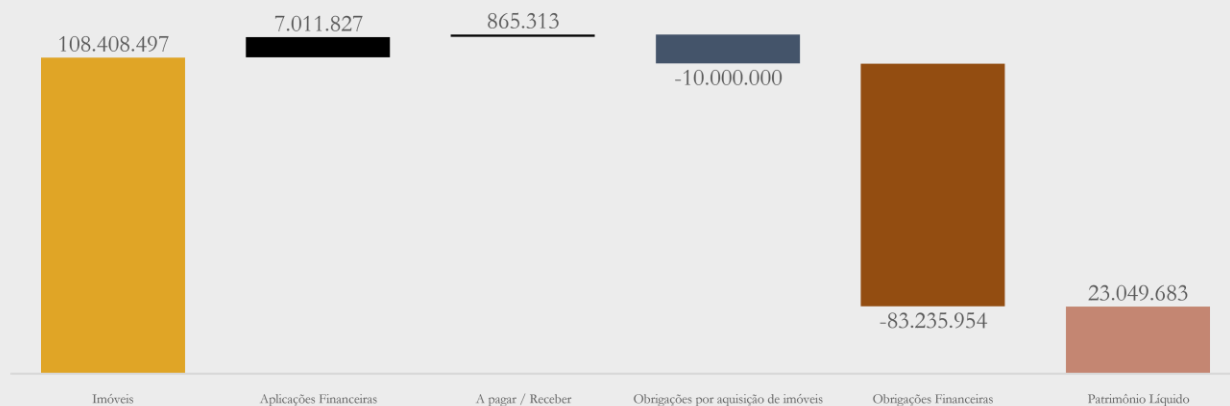 108.408.497
7.011.827
865.313
-10.000.000
-83.235.954
23.049.683
Imóveis
Aplicações Financeiras
A pagar / Receber
Obrigações por aquisição de imóveis
Obrigações Financeiras
Patrimônio Líquido